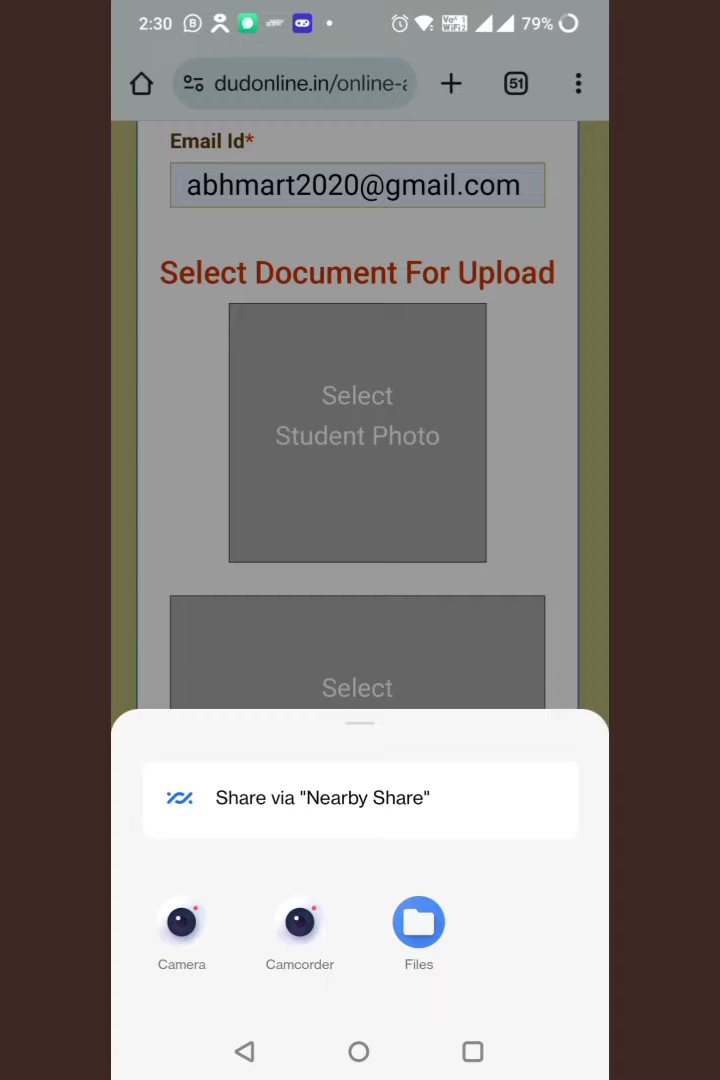 2:30
79%
dudonline.in/online-a
51
Email Id*
abhmart2020@gmail.com
Select Document For Upload
Select
Student Photo
Select
Share via "Nearby Share"
Camera
Camcorder
Files